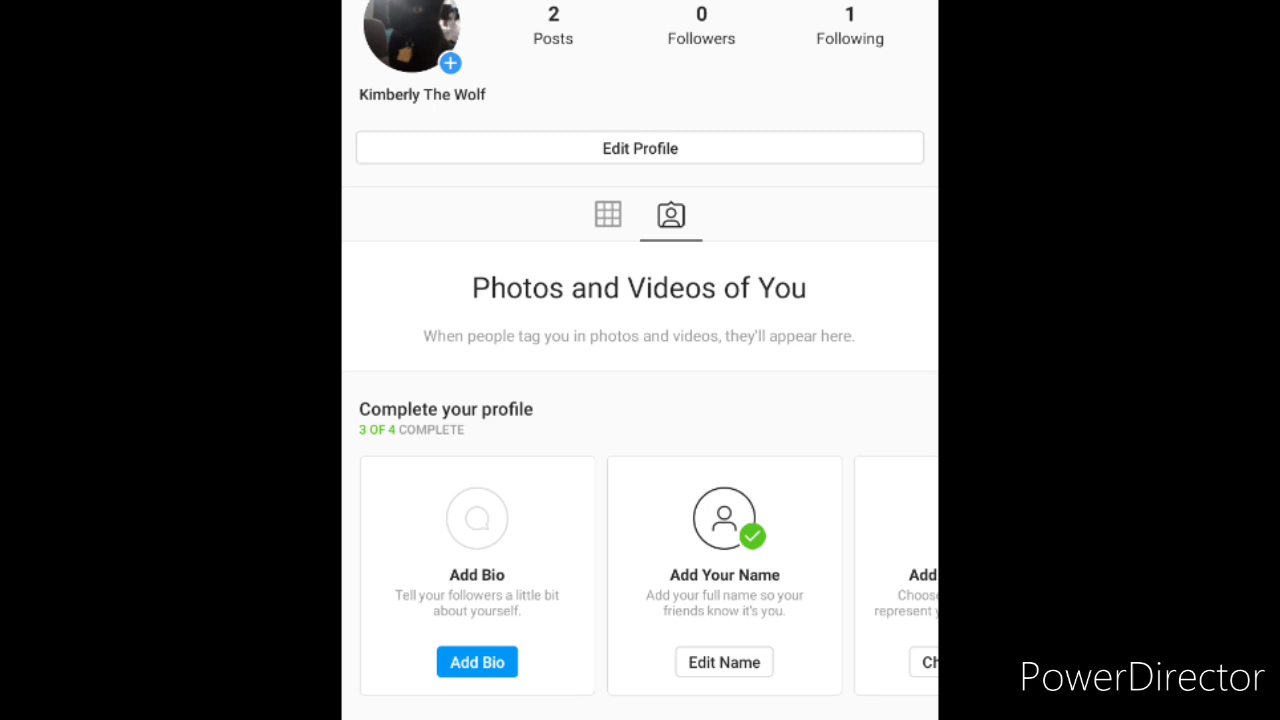 2 0 1
Posts Followers Following
Kimberly The Wolf
Edit Profile
Photos and Videos of You
When people tag you in photos and videos, they'll appear here.
Complete your profile
3 OF 4 COMPLETE
Add Bio
Tell your followers a little bit
about yourself.
Add Bio
Add Your Name
Add your full name so your
friends know it's you.
Edit Name
Add
Choose
represent
PowerDirector